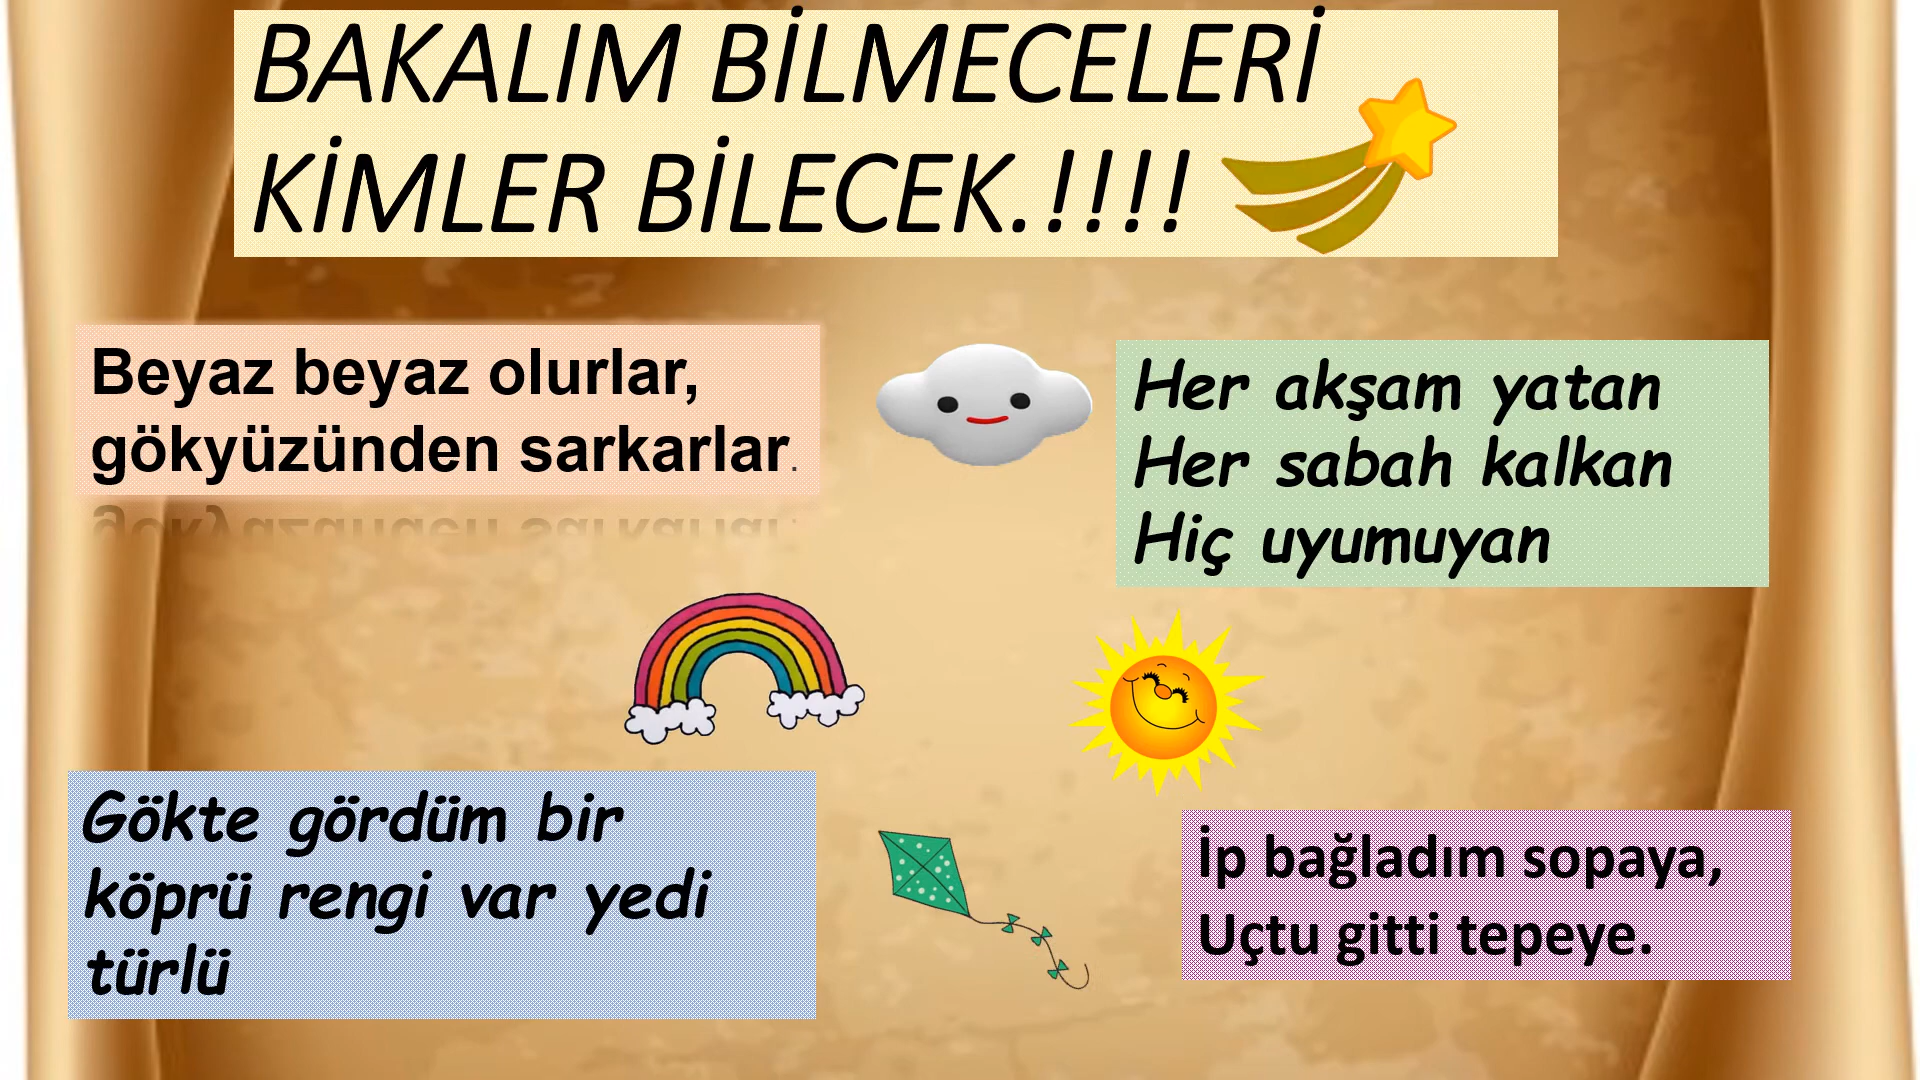 BAKALIM BİLMECELERİ
KİMLER BİLECEK.!!!!
Beyaz beyaz olurlar,
gökyüzünden sarkarlar.
Her akşam yatan
Her sabah kalkan
Hiç uyumuyan
Gökte gördüm bir
köprü rengi var yedi
türlü
İp bağladım sopaya,
Uçtu gitti tepeye.